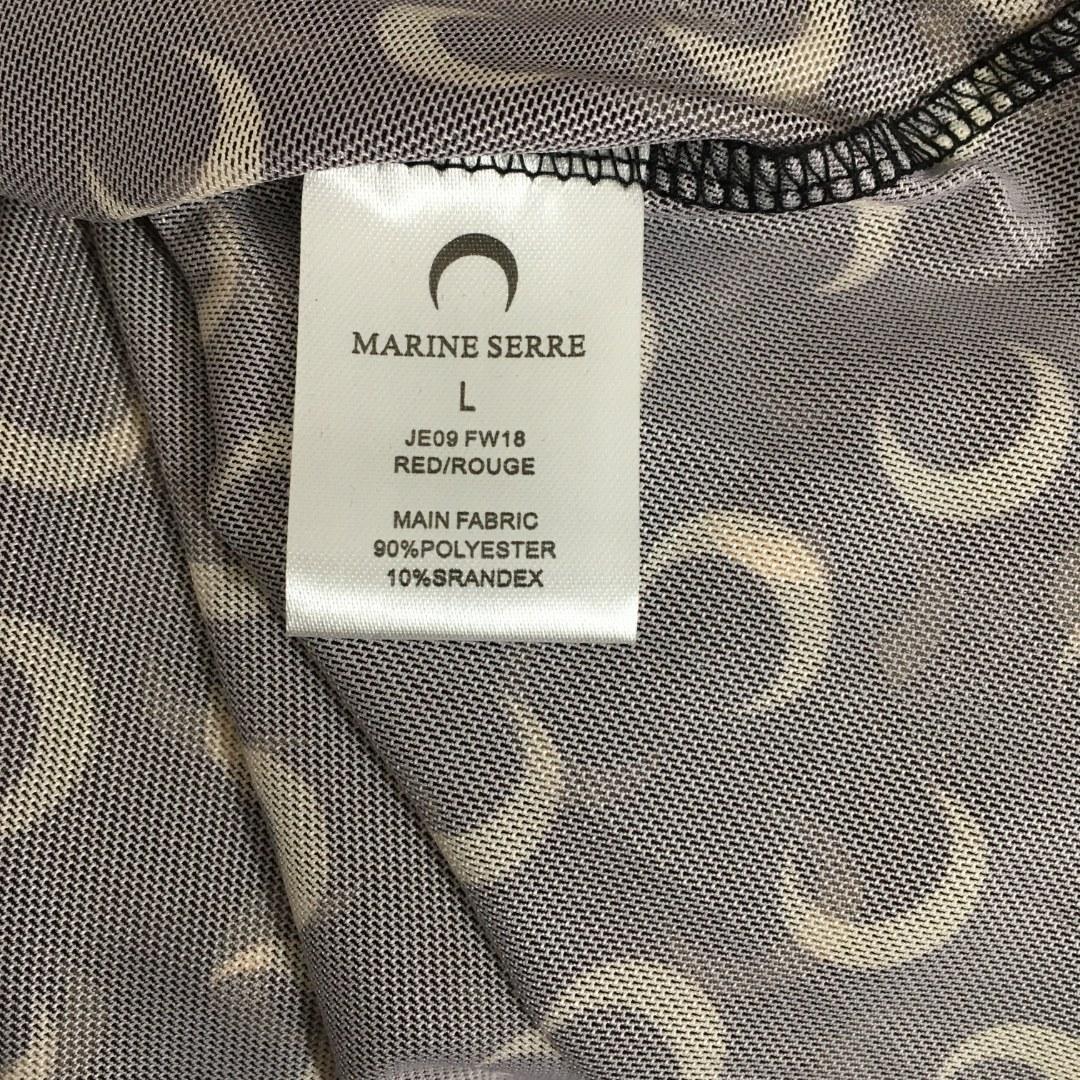 MARINE SERRE
L
JE09 FW18
RED/ROUGE
MAIN FABRIC
90%POLYESTER
10%SRANDEX